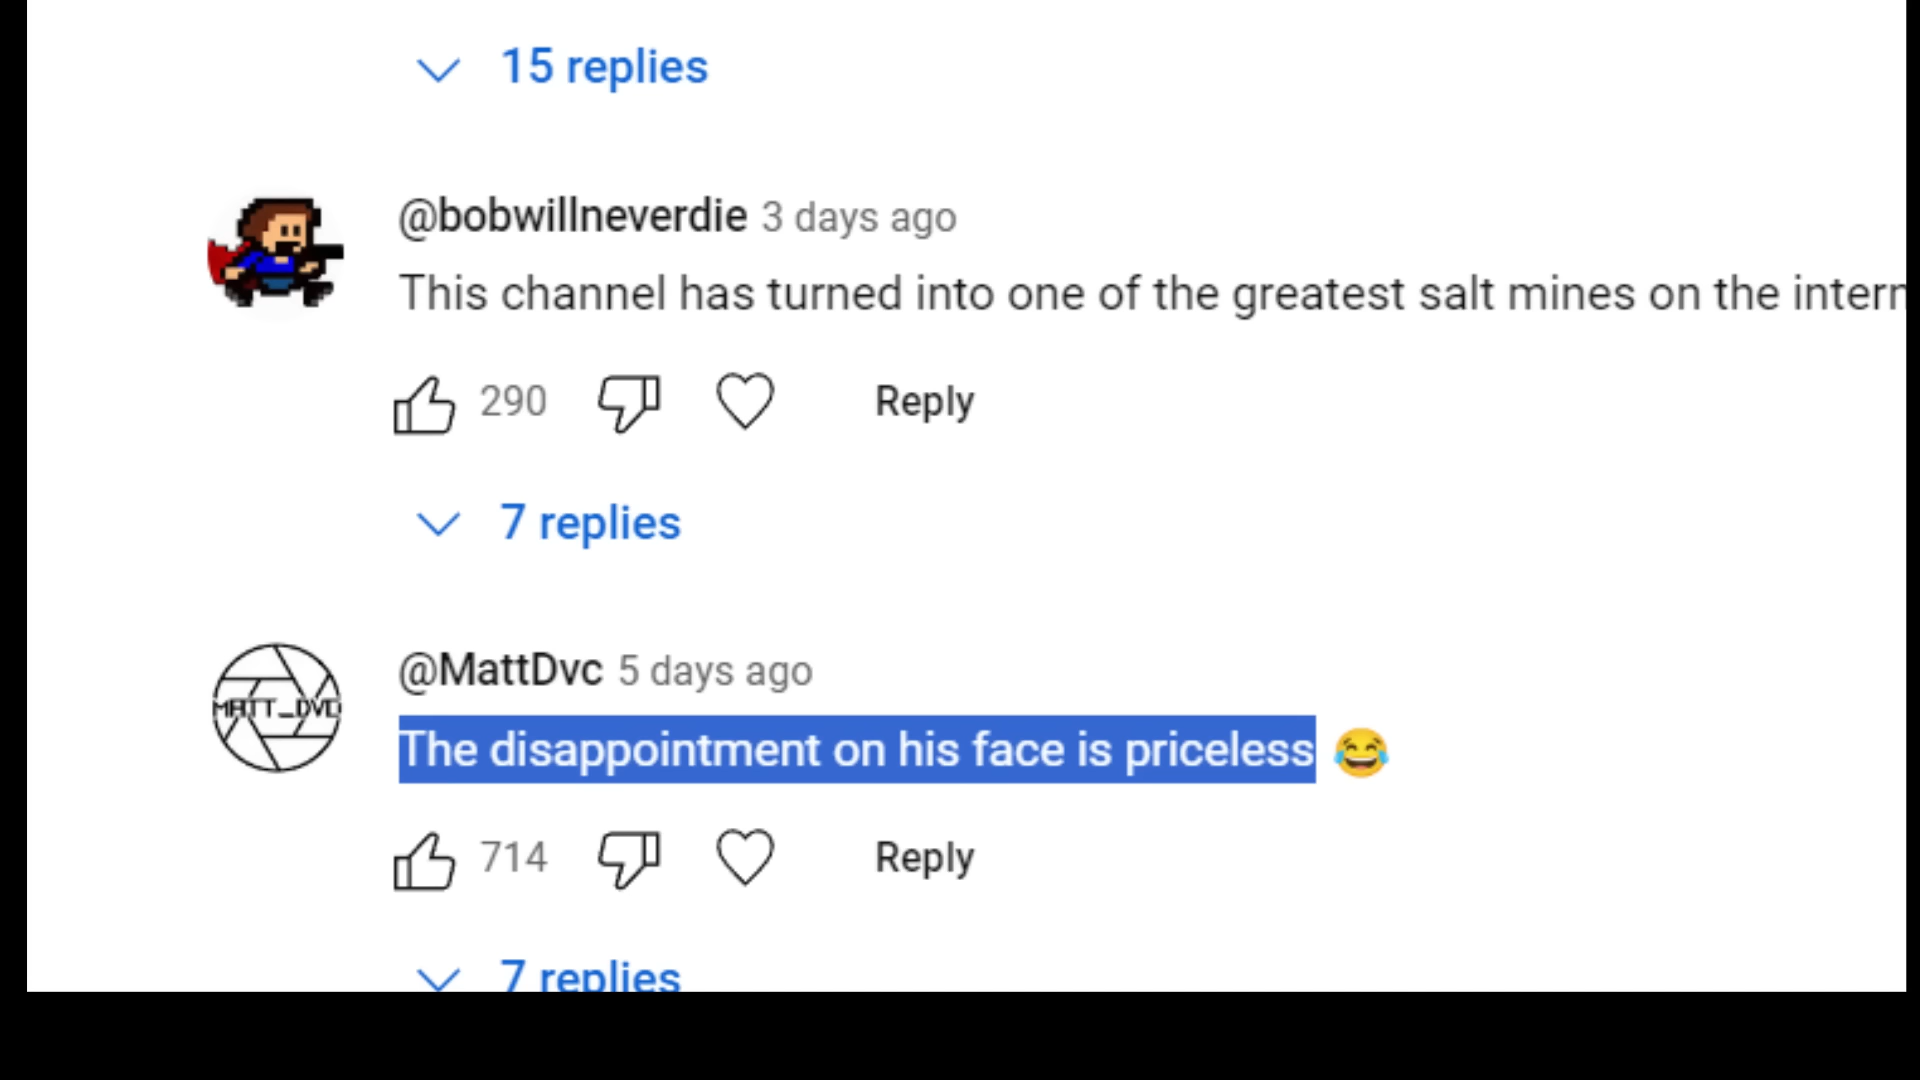 15 replies
@bobwillneverdie 3 days ago
This channel has turned into one of the greatest salt mines on the intern
290 Reply
7 replies
MATT_DVC
@MattDvc 5 days ago
The disappointment on his face is priceless 😂
714 Reply
7 replies